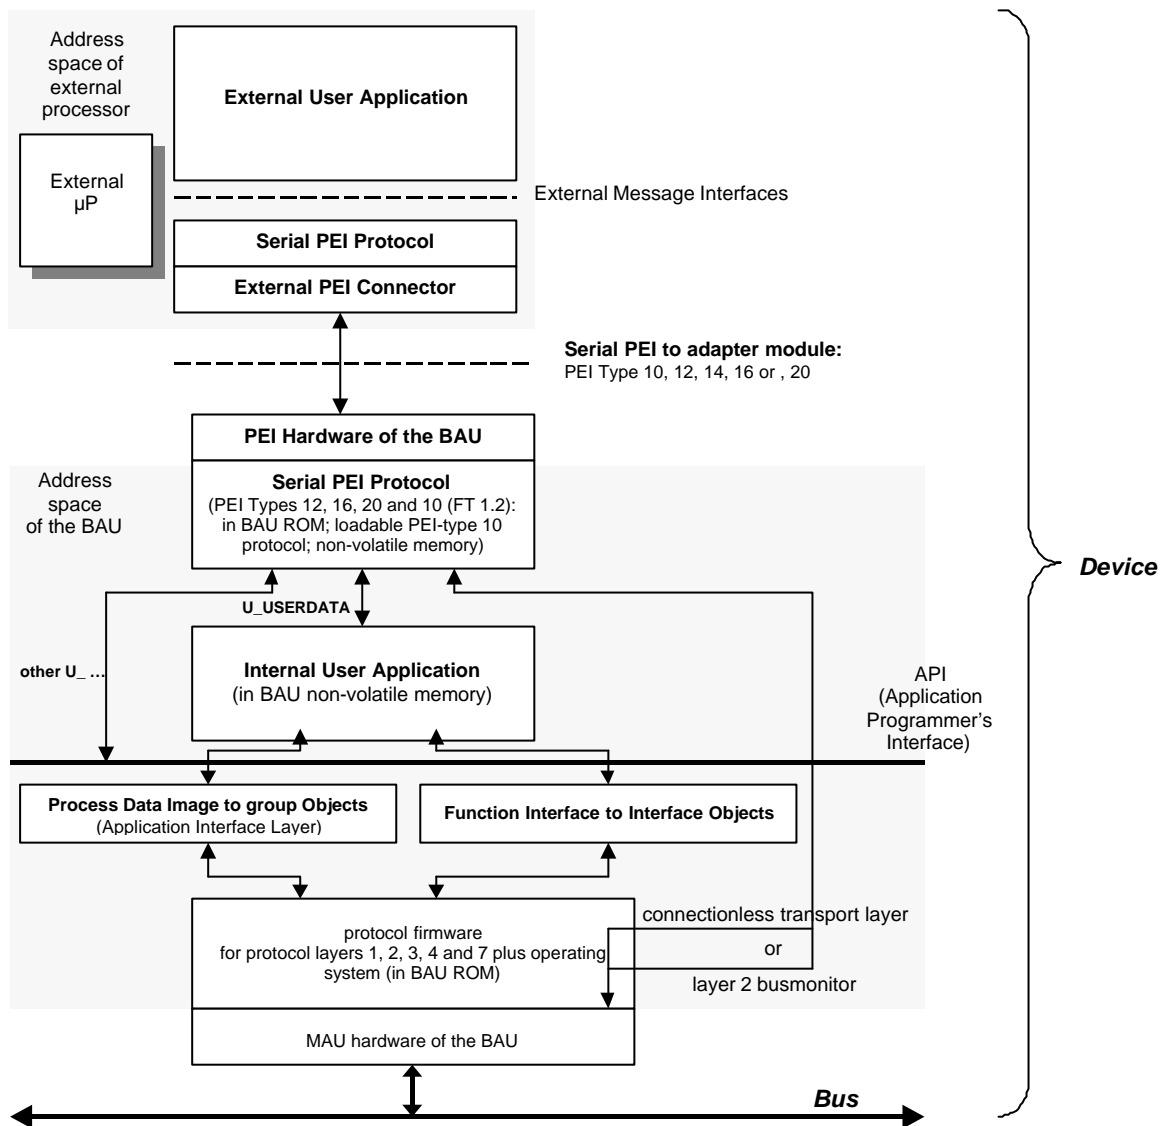 Address
space of
external
processor
External User Application
External
µP
External Message Interfaces
Serial PEI Protocol
External PEI Connector
Serial PEI to adapter module:
PEI Type 10, 12, 14, 16 or , 20
PEI Hardware of the BAU
Address
space
of the BAU
Serial PEI Protocol
(PEI Types 12, 16, 20 and 10 (FT 1.2):
in BAU ROM; loadable PEI-type 10
protocol; non-volatile memory)
Device
U_USERDATA
other U_ ...
Internal User Application
(in BAU non-volatile memory)
API
(Application
Programmer's
Interface)
Process Data Image to group Objects
(Application Interface Layer)
Function Interface to Interface Objects
protocol firmware
for protocol layers 1, 2, 3, 4 and 7 plus operating
system (in BAU ROM)
connectionless transport layer
or
layer 2 busmonitor
MAU hardware of the BAU
Bus